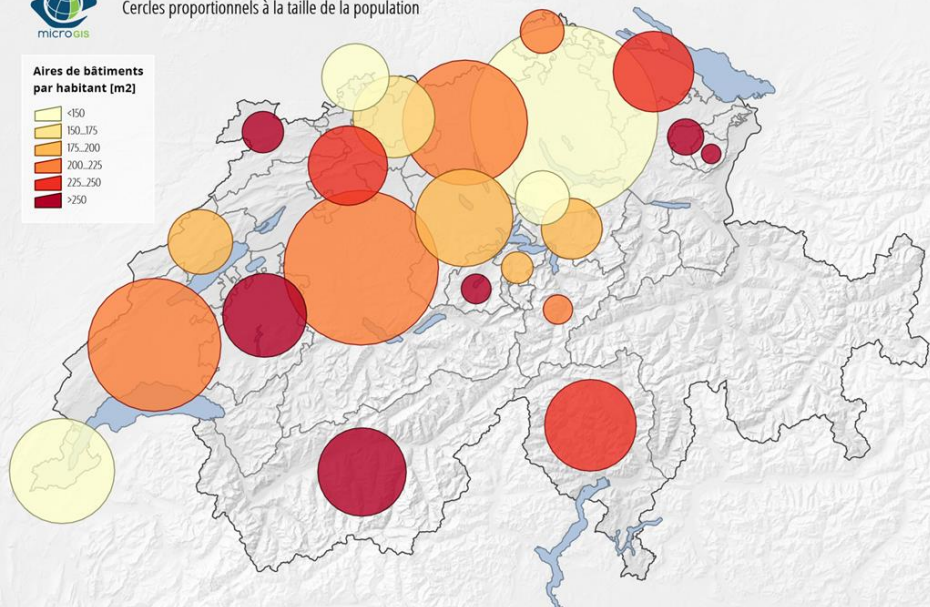 Cercles proportionnels à la taille de la population
microGIS
Aires de bâtiments
par habitant [m2]
<150
150...175
175...200
200...225
225...250
>250